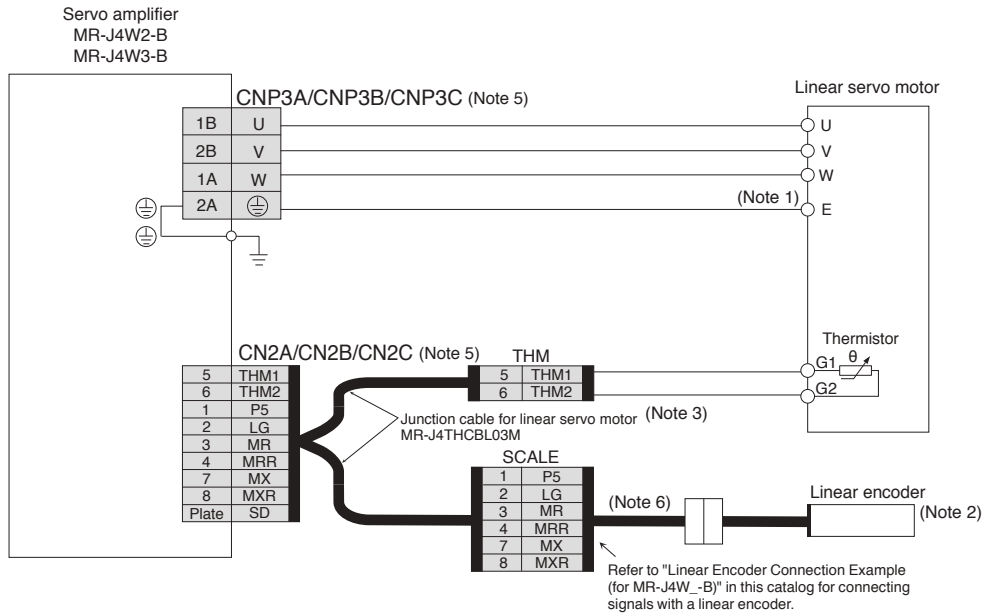 Servo amplifier
MR-J4W2-B
MR-J4W3-B
CNP3A/CNP3B/CNP3C (Note 5)
Linear servo motor
1B U
2B V
1A W
2A
U
V
W
(Note 1)
E
CN2A/CN2B/CN2C (Note 5)
5 THM1
6 THM2
1 P5
2 LG
3 MR
4 MRR
7 MX
8 MXR
Plate SD
THM
5 THM1
6 THM2
Thermistor
G1 θ
G2
Junction cable for linear servo motor (Note 3)
MR-J4THCBL03M
SCALE
1 P5
2 LG
3 MR
4 MRR
7 MX
8 MXR
(Note 6)
Linear encoder
(Note 2)
Refer to "Linear Encoder Connection Example
(for MR-J4W_-B)" in this catalog for connecting
signals with a linear encoder.